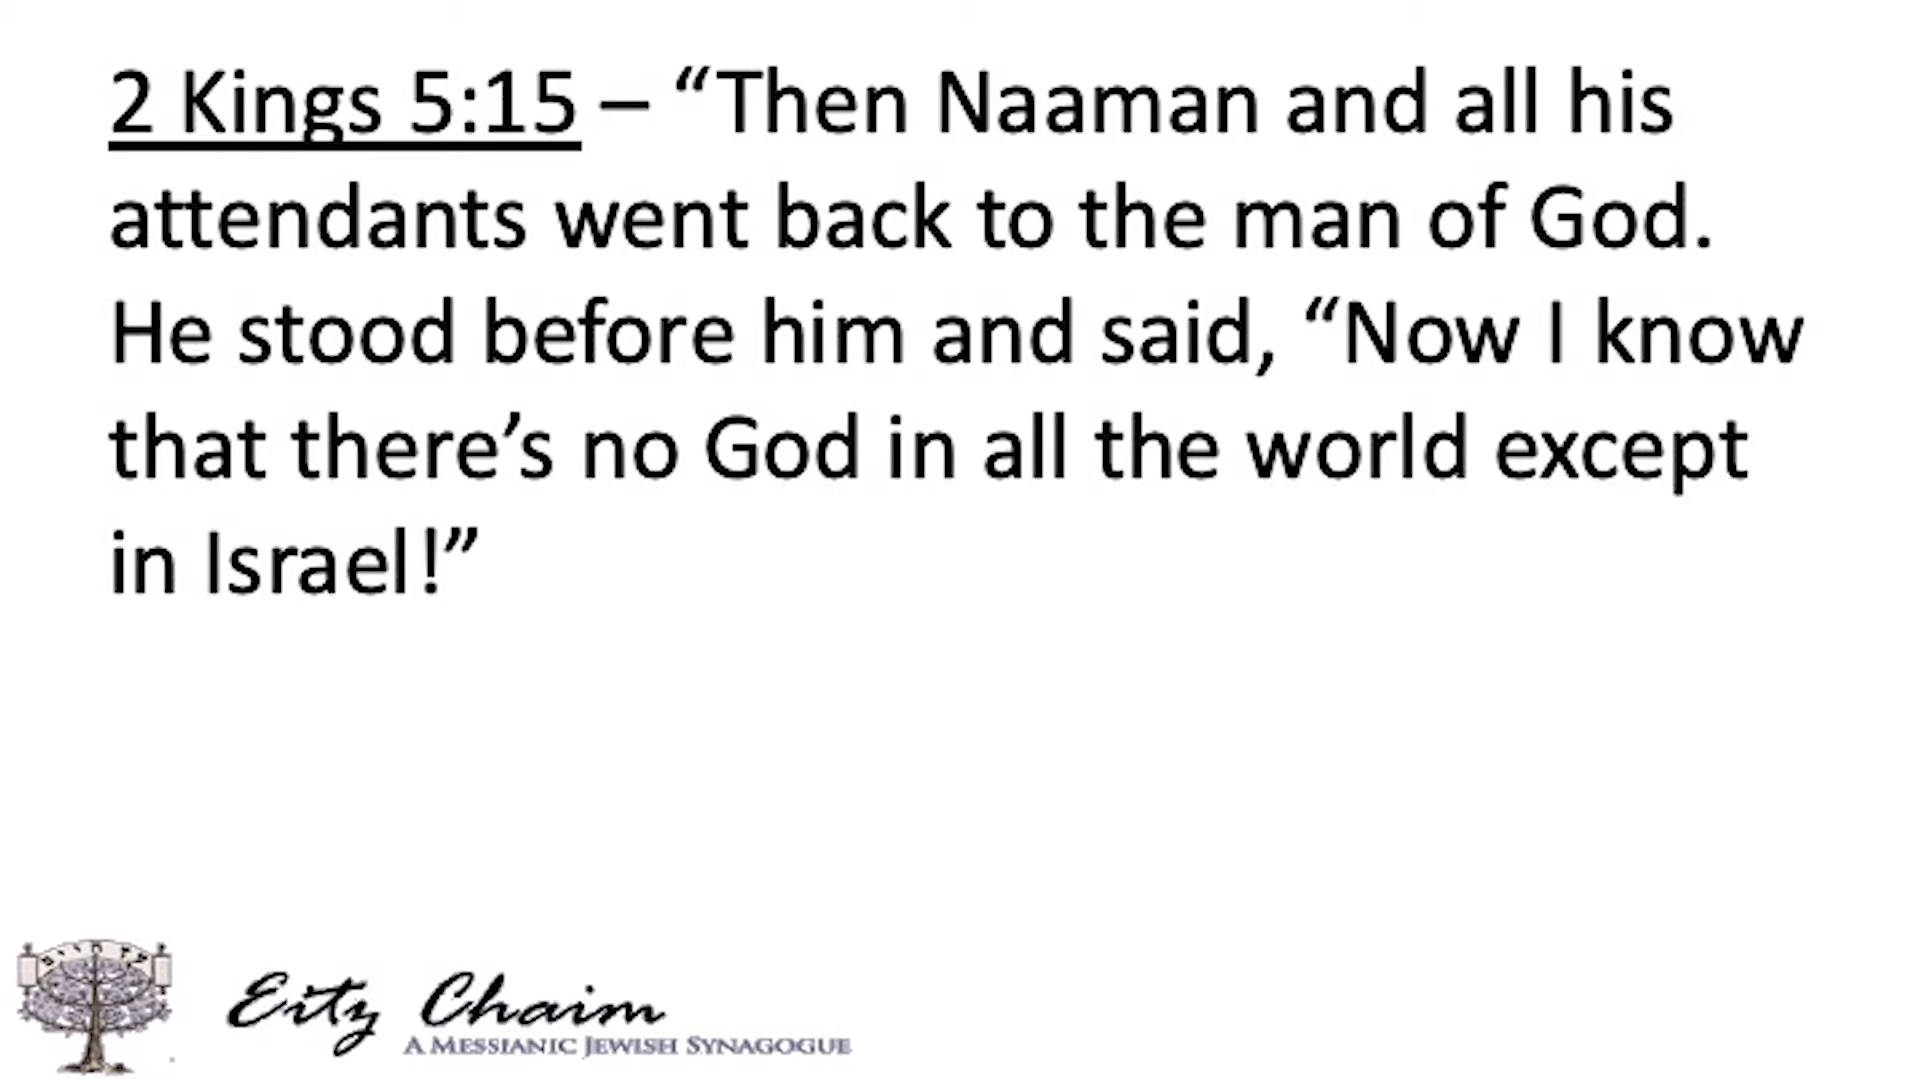 2 Kings 5:15 – “Then Naaman and all his
attendants went back to the man of God.
He stood before him and said, “Now I know
that there’s no God in all the world except
in Israel!”
Eitz Chaim
A Messianic Jewish Synagogue